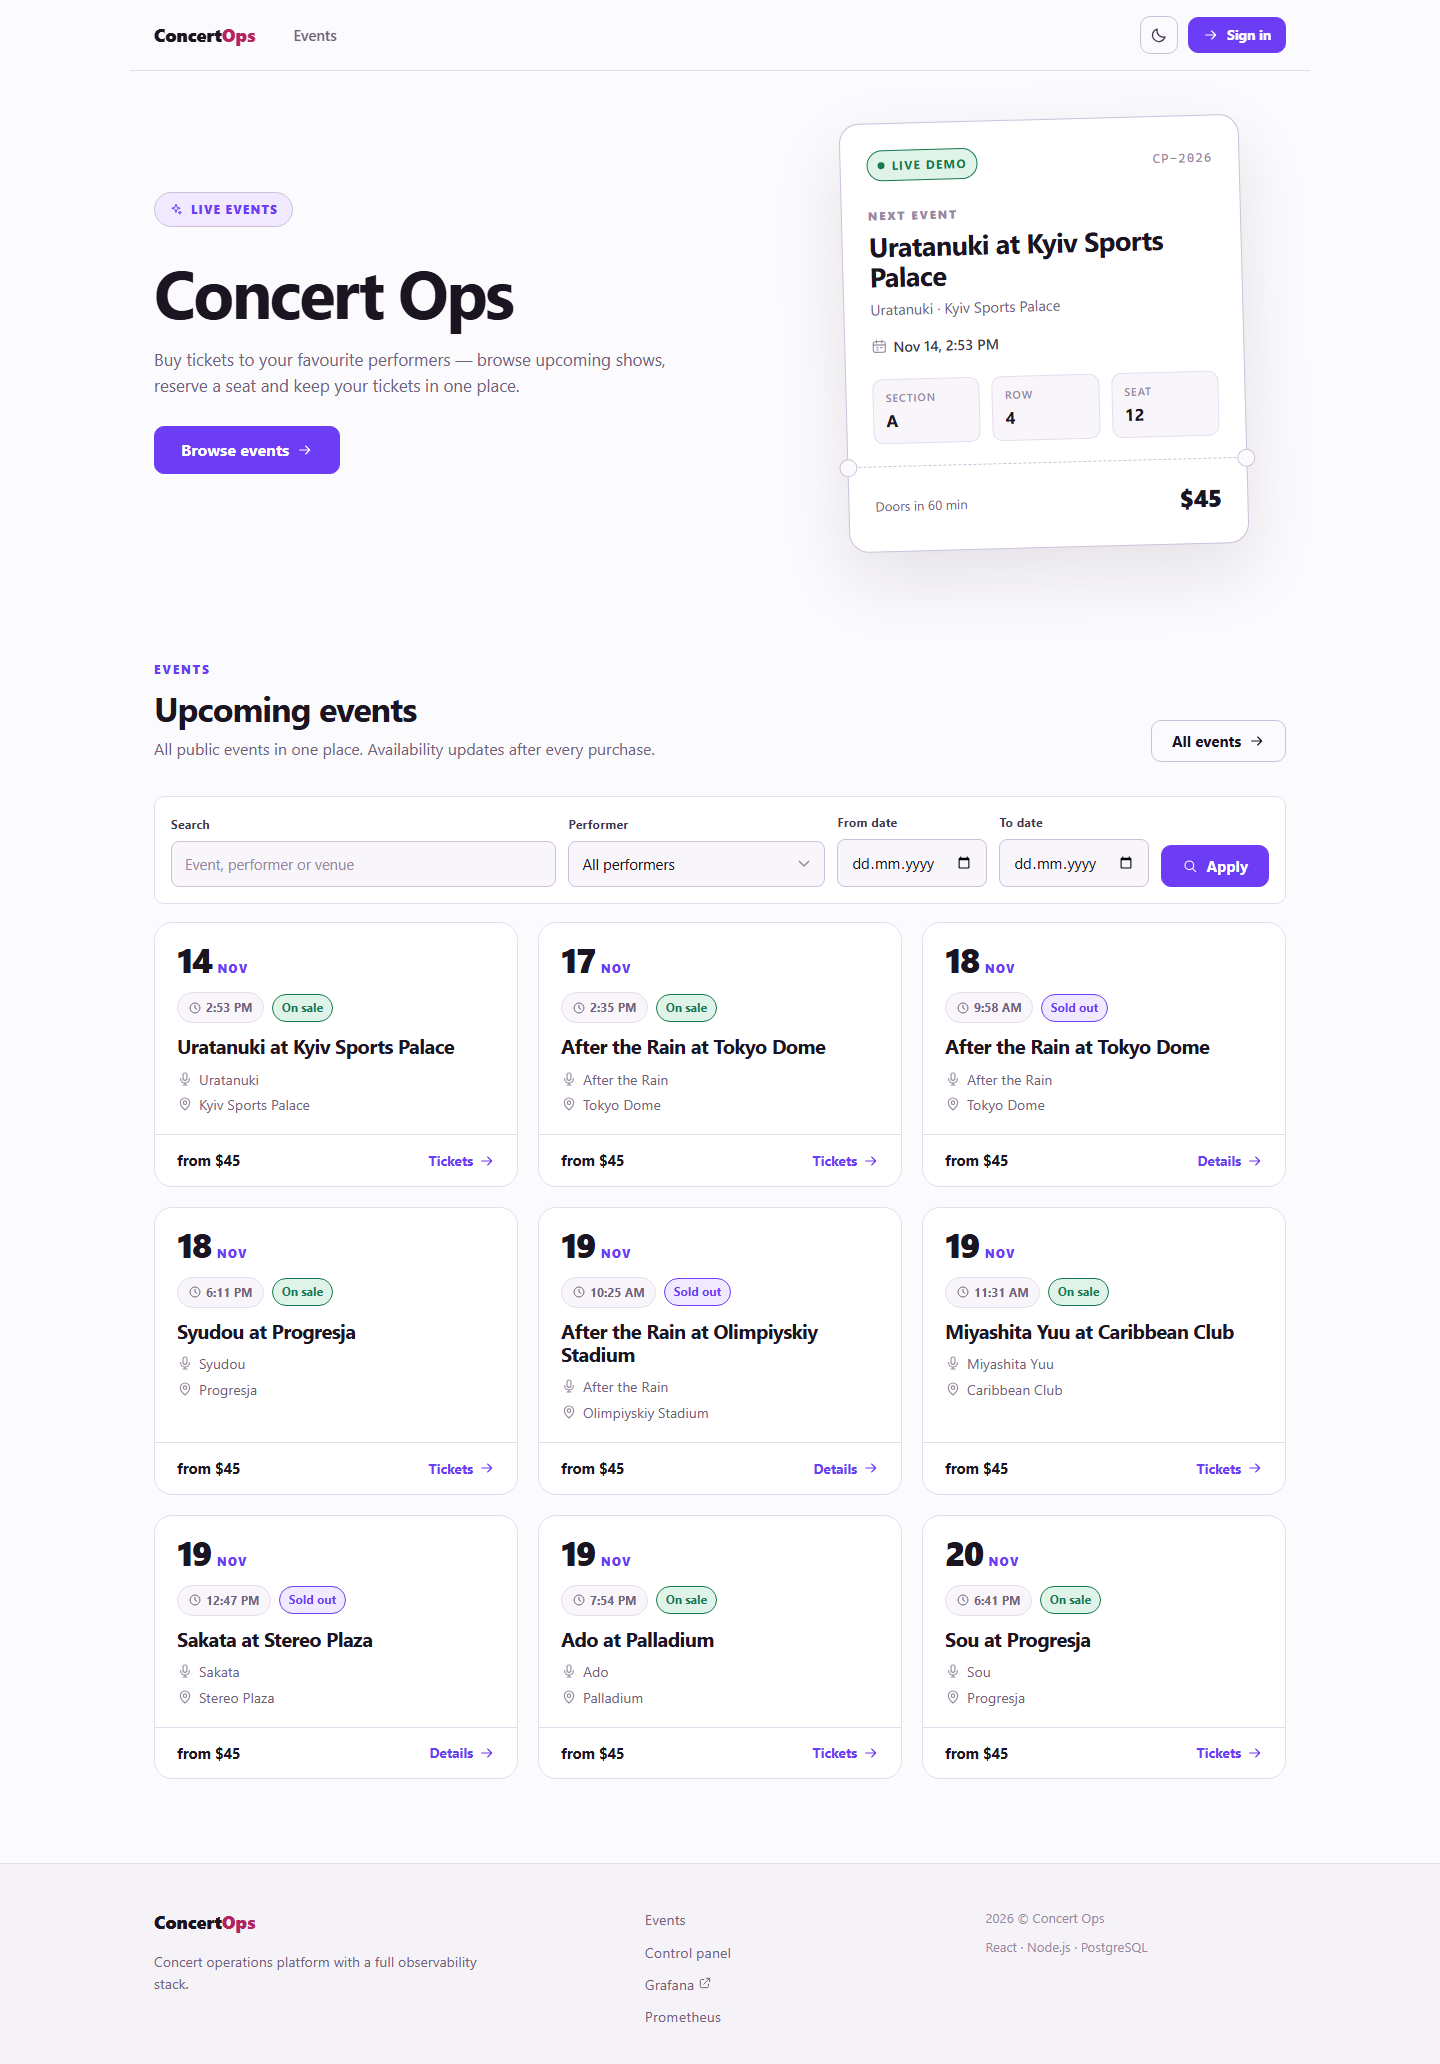 ConcertOps
Events
Sign in
LIVE EVENTS
Concert Ops
Buy tickets to your favourite performers — browse upcoming shows,
reserve a seat and keep your tickets in one place.
Browse events
LIVE DEMO
CP-2026
NEXT EVENT
Uratanuki at Kyiv Sports
Palace
Uratanuki · Kyiv Sports Palace
Nov 14, 2:53 PM
SECTION
A
ROW
4
SEAT
12
Doors in 60 min
$45
EVENTS
Upcoming events
All public events in one place. Availability updates after every purchase.
All events
Search
Event, performer or venue
Performer
All performers
From date
dd.mm.yyyy
To date
dd.mm.yyyy
Apply
14 NOV
2:53 PM
On sale
Uratanuki at Kyiv Sports Palace
Uratanuki
Kyiv Sports Palace
from $45
Tickets
17 NOV
2:35 PM
On sale
After the Rain at Tokyo Dome
After the Rain
Tokyo Dome
from $45
Tickets
18 NOV
9:58 AM
Sold out
After the Rain at Tokyo Dome
After the Rain
Tokyo Dome
from $45
Details
18 NOV
6:11 PM
On sale
Syudou at Progresja
Syudou
Progresja
from $45
Tickets
19 NOV
10:25 AM
Sold out
After the Rain at Olimpiyskiy
Stadium
After the Rain
Olimpiyskiy Stadium
from $45
Details
19 NOV
11:31 AM
On sale
Miyashita Yuu at Caribbean Club
Miyashita Yuu
Caribbean Club
from $45
Tickets
19 NOV
12:47 PM
Sold out
Sakata at Stereo Plaza
Sakata
Stereo Plaza
from $45
Details
19 NOV
7:54 PM
On sale
Ado at Palladium
Ado
Palladium
from $45
Tickets
20 NOV
6:41 PM
On sale
Sou at Progresja
Sou
Progresja
from $45
Tickets
ConcertOps
Concert operations platform with a full observability
stack.
Events
Control panel
Grafana
Prometheus
2026 © Concert Ops
React · Node.js · PostgreSQL